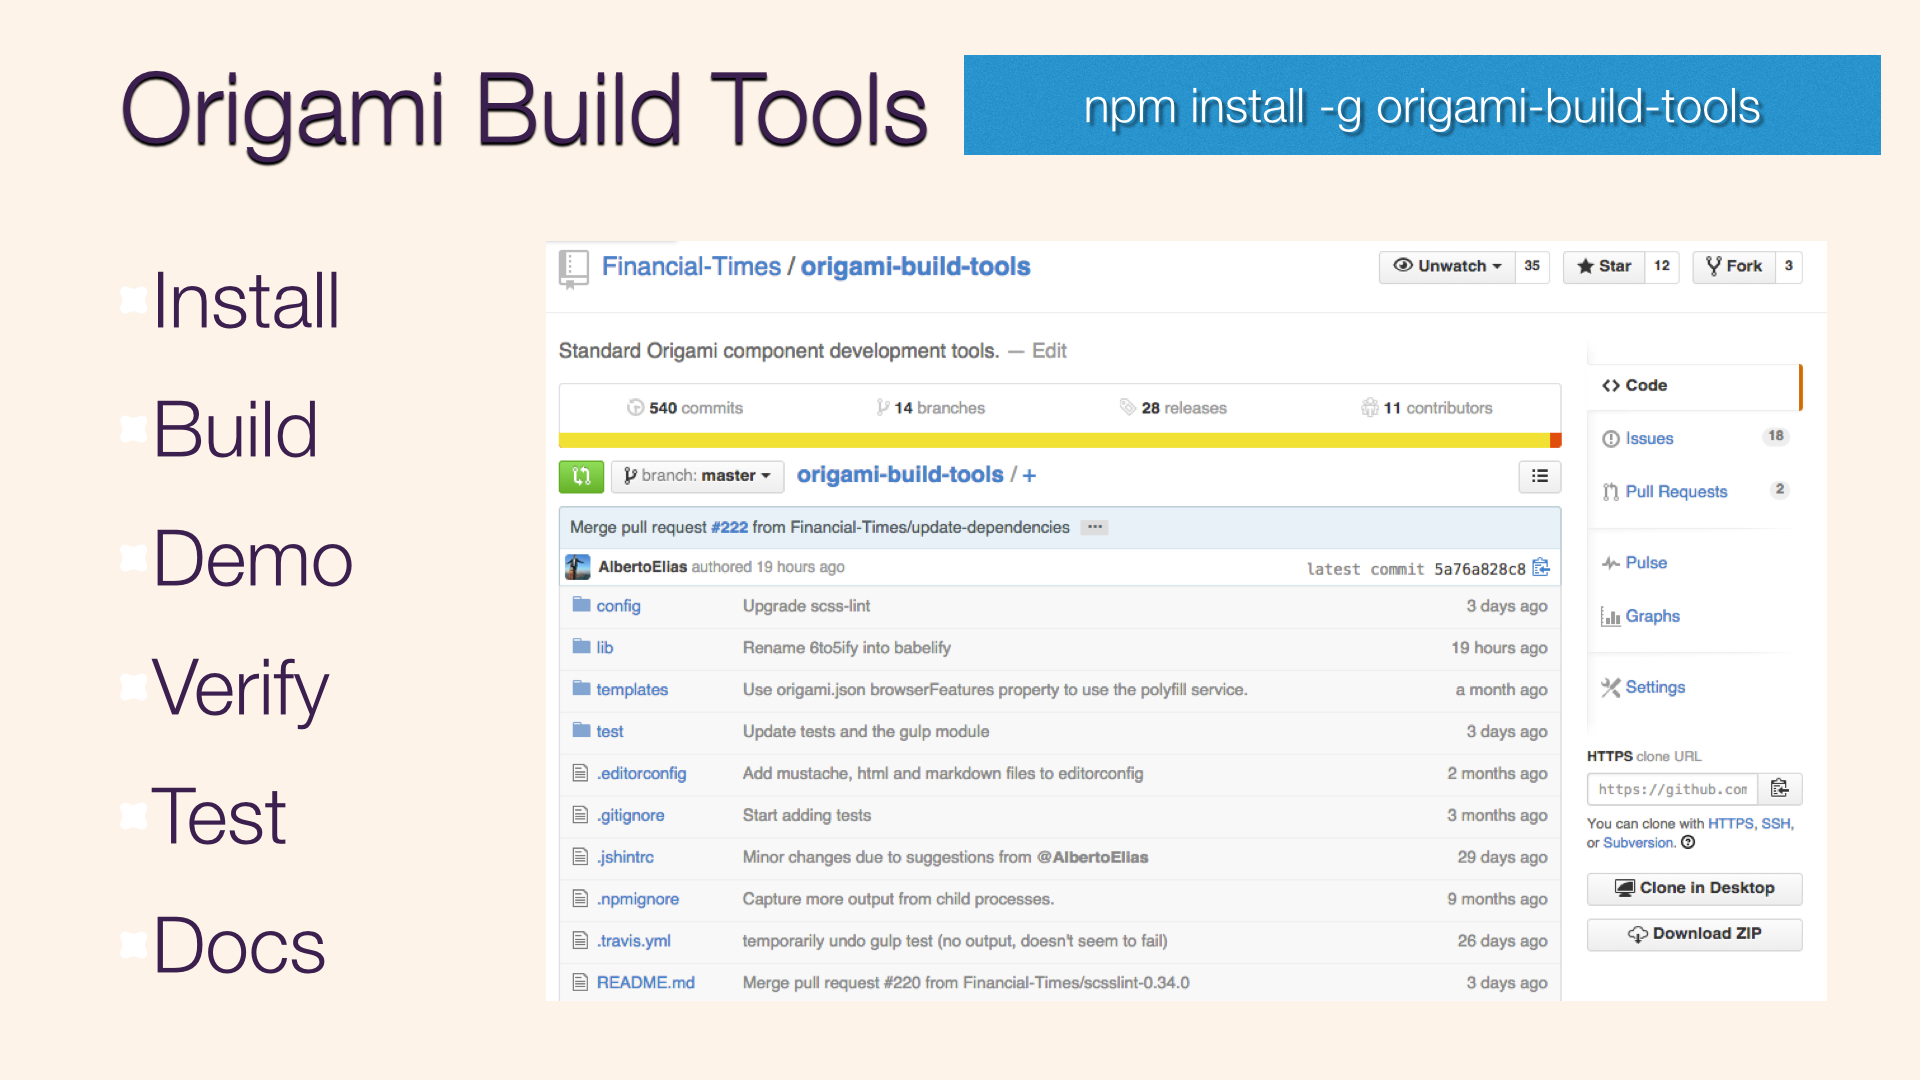 Origami Build Tools
npm install -g origami-build-tools
Install
Build
Demo
Verify
Test
Docs
Financial-Times / origami-build-tools
Unwatch 35 Star 12 Fork 3
Standard Origami component development tools. — Edit
540 commits 14 branches 28 releases 11 contributors
branch: master origami-build-tools / +
Merge pull request #222 from Financial-Times/update-dependencies ...
AlbertoElias authored 19 hours ago latest commit 5a76a828c8
config Upgrade scss-lint 3 days ago
lib Rename 6to5ify into babelify 19 hours ago
templates Use origami.json browserFeatures property to use the polyfill service. a month ago
test Update tests and the gulp module 3 days ago
.editorconfig Add mustache, html and markdown files to editorconfig 2 months ago
.gitignore Start adding tests 3 months ago
.jshintrc Minor changes due to suggestions from @AlbertoElias 29 days ago
.npmignore Capture more output from child processes. 9 months ago
.travis.yml temporarily undo gulp test (no output, doesn't seem to fail) 26 days ago
README.md Merge pull request #220 from Financial-Times/scsslint-0.34.0 3 days ago
Code
Issues 18
Pull Requests 2
Pulse
Graphs
Settings
HTTPS clone URL
https://github.com
You can clone with HTTPS, SSH,
or Subversion.
Clone in Desktop
Download ZIP